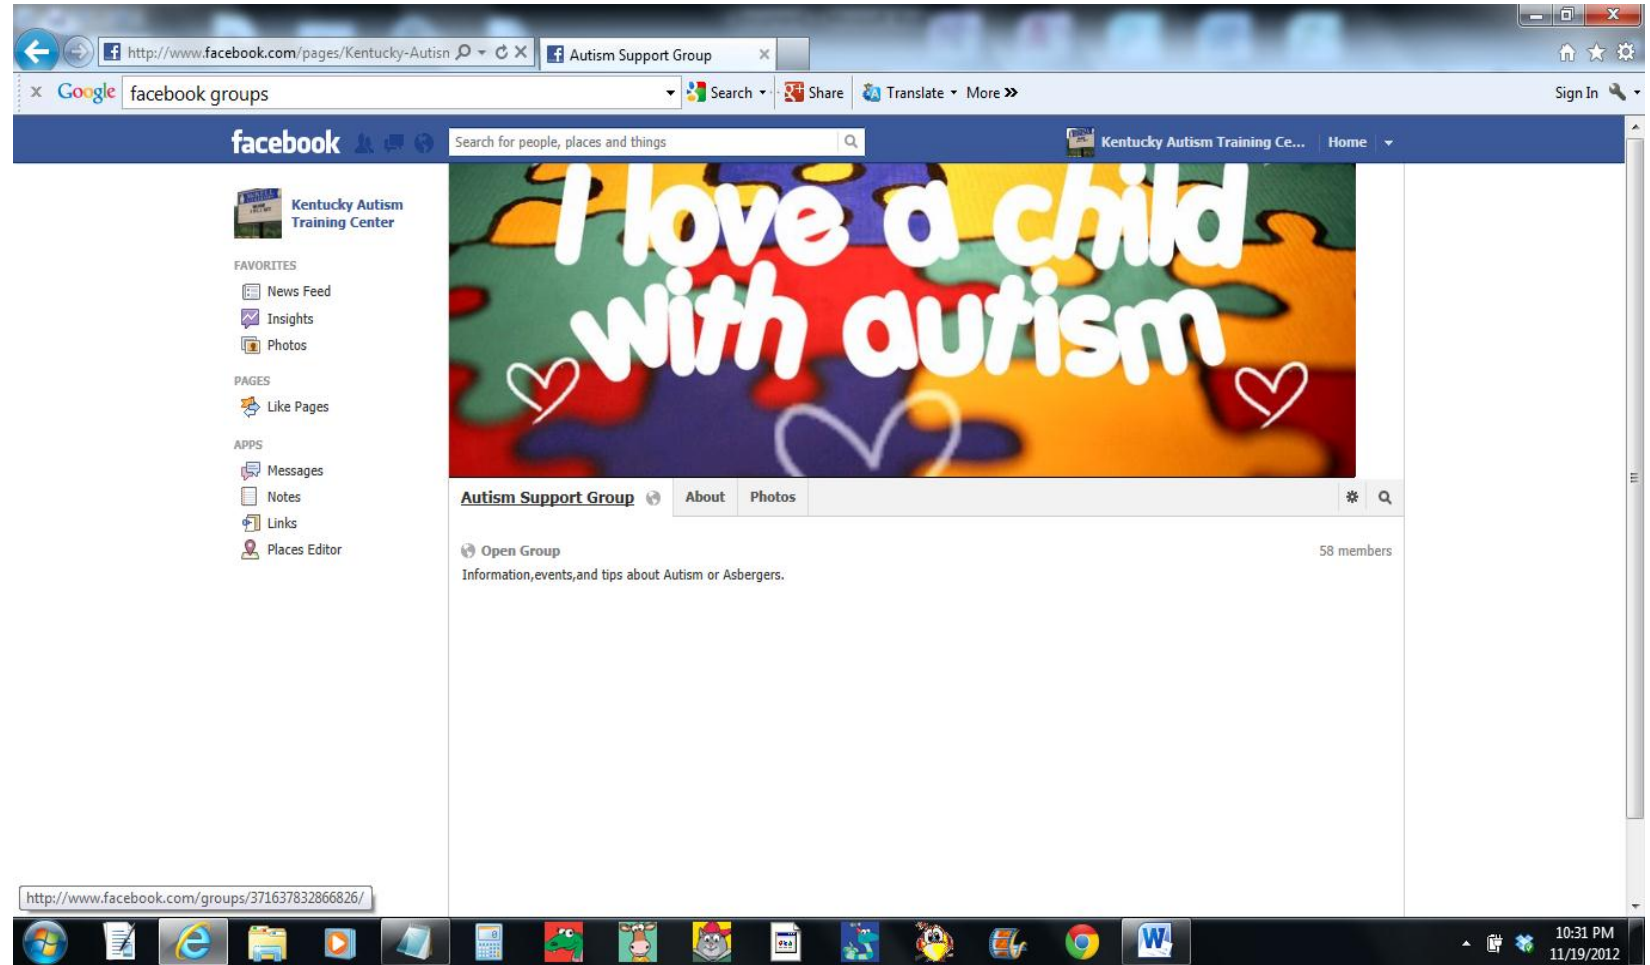 http://www.facebook.com/pages/Kentucky-Autisn
Autism Support Group
x Google facebook groups Search Share Translate More >> Sign In
facebook Search for people, places and things Kentucky Autism Training Ce... Home
Kentucky Autism
Training Center
FAVORITES
News Feed
Insights
Photos
PAGES
Like Pages
APPS
Messages
Notes
Links
Places Editor
I love a child
with autism
Autism Support Group About Photos
Open Group 58 members
Information,events,and tips about Autism or Asbergers.
http://www.facebook.com/groups/371637832866826/
10:31 PM
11/19/2012